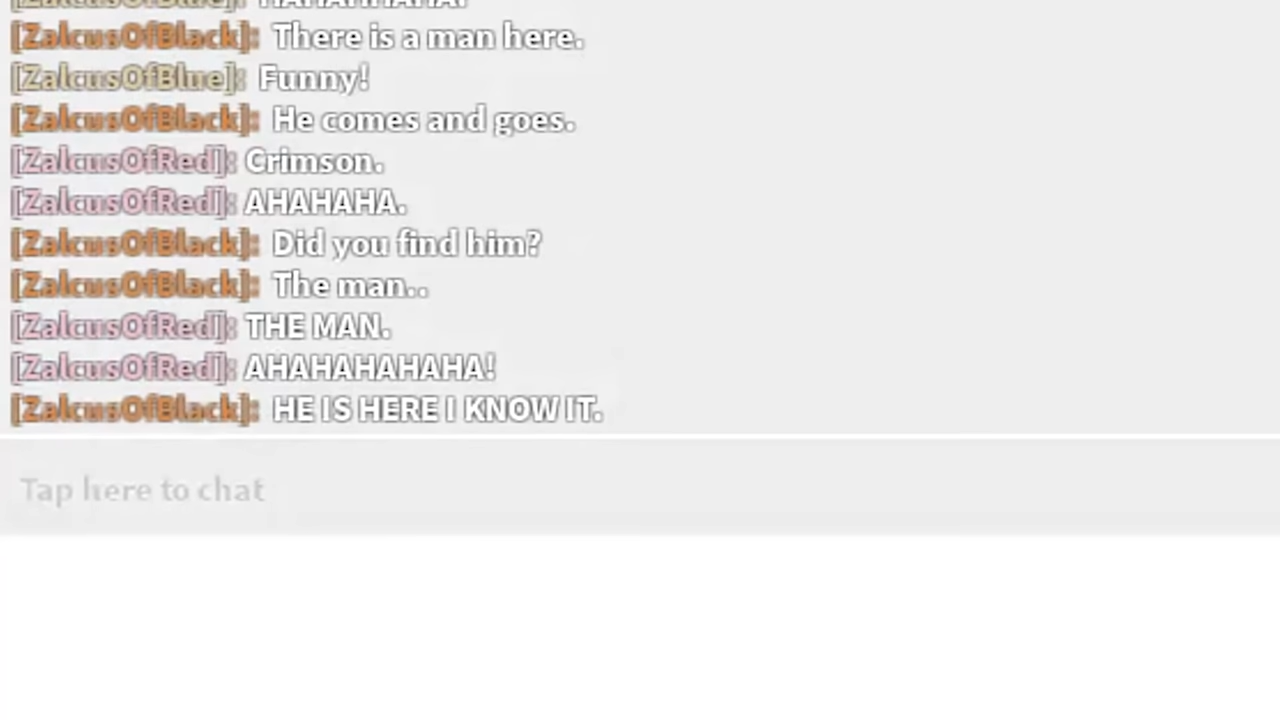 [ZalcusOfBlue]: HAHAHHAHA!
[ZalcusOfBlack]: There is a man here.
[ZalcusOfBlue]: Funny!
[ZalcusOfBlack]: He comes and goes.
[ZalcusOfRed]: Crimson.
[ZalcusOfRed]: AHAHAHA.
[ZalcusOfBlack]: Did you find him?
[ZalcusOfBlack]: The man..
[ZalcusOfRed]: THE MAN.
[ZalcusOfRed]: AHAHAHAHAHA!
[ZalcusOfBlack]: HE IS HERE I KNOW IT.
Tap here to chat